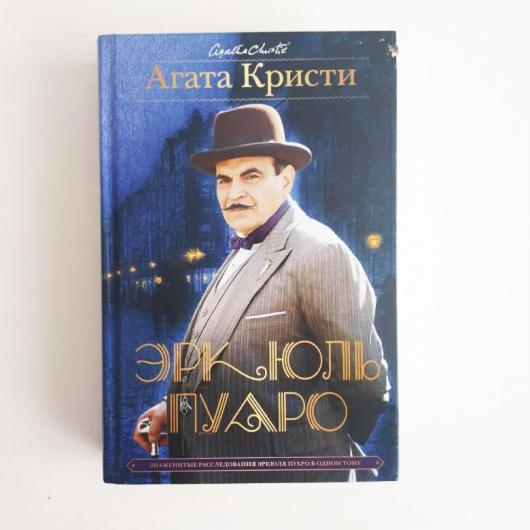 Agatha Christie®
Агата Кристи
ЭРКЮЛЬ
ПУАРО
ЗНАМЕНИТЫЕ РАССЛЕДОВАНИЯ ЭРКЮЛЯ ПУАРО В ОДНОМ ТОМЕ